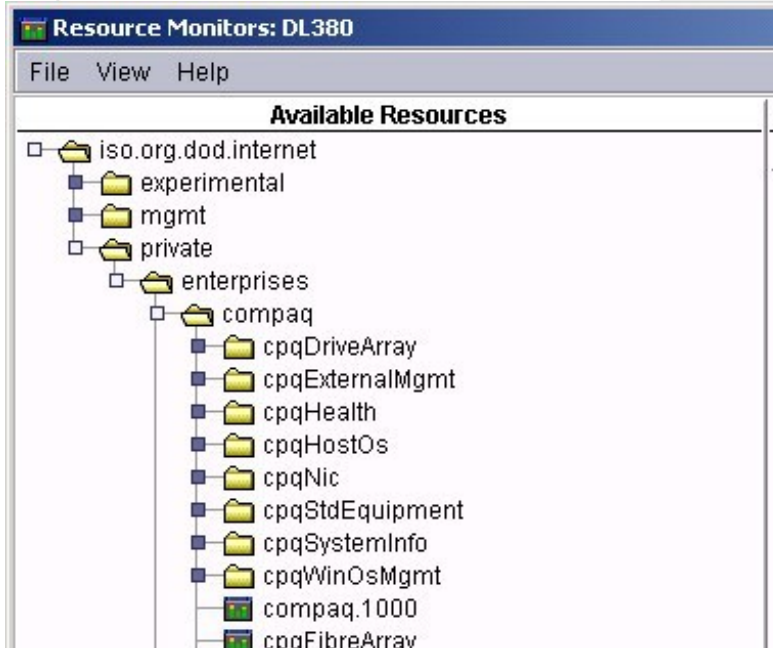 Resource Monitors: DL380
File View Help
Available Resources
iso.org.dod.internet
experimental
mgmt
private
enterprises
compaq
cpqDriveArray
cpqExternalMgmt
cpqHealth
cpqHostOs
cpqNic
cpqStdEquipment
cpqSystemInfo
cpqWinOsMgmt
compaq.1000
cpqFibreArray